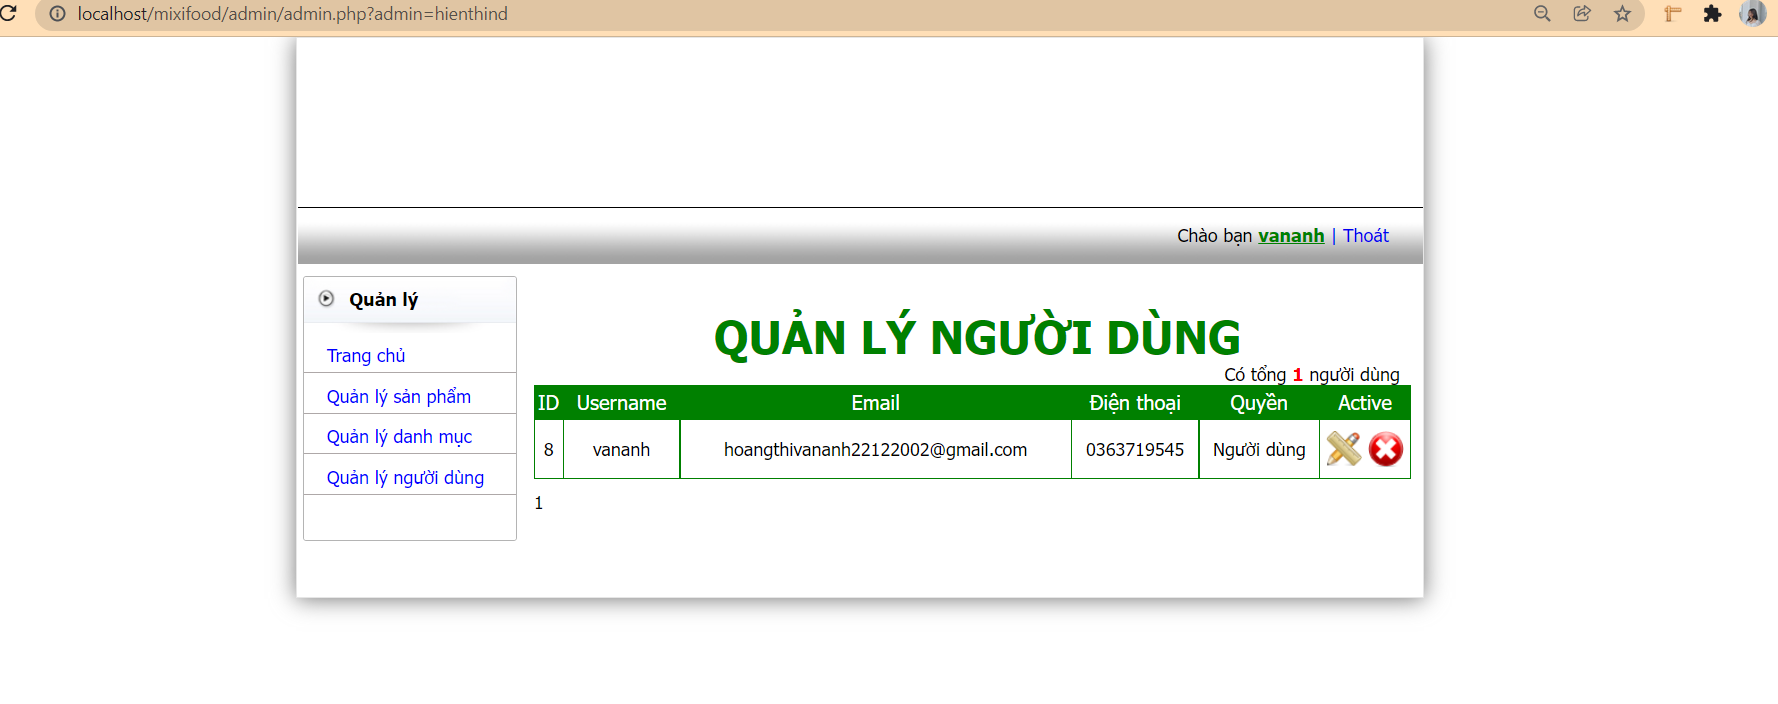 localhost/mixifood/admin/admin.php?admin=hienthind
Chào bạn vananh | Thoát
Quản lý
Trang chủ
Quản lý sản phẩm
Quản lý danh mục
Quản lý người dùng
QUẢN LÝ NGƯỜI DÙNG
Có tổng 1 người dùng
ID Username Email Điện thoại Quyền Active
8 vananh hoangthivananh22122002@gmail.com 0363719545 Người dùng
1